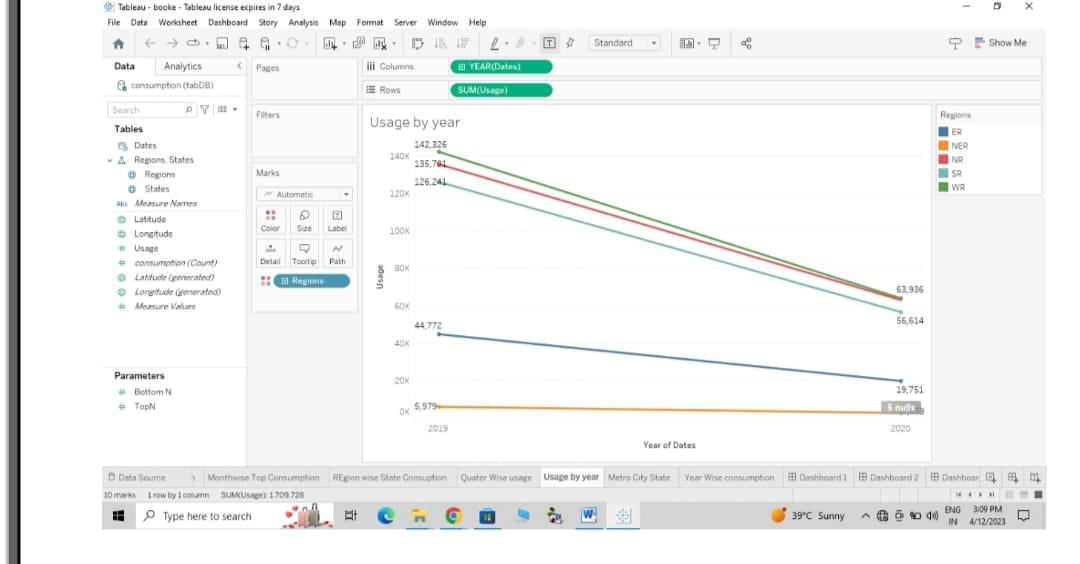 Tableau - booke - Tableau license expires in 7 days
File Data Worksheet Dashboard Story Analysis Map Format Server Window Help
Standard
Show Me
Data Analytics
consumption (tabDB)
Search
Tables
Dates
Regions, States
Regions
States
Abc Measure Names
Latitude
Longitude
# Usage
# consumption (Count)
Latitude (generated)
Longitude (generated)
# Measure Values
Parameters
# Bottom N
# TopN
Pages
Filters
Marks
Automatic
Color Size Label
Detail Tooltip Path
Regions
Columns YEAR(Dates)
Rows SUM(Usage)
Usage by year
Usage
140K
120K
100K
80K
60K
40K
20K
0K
142,326
135,781
126,241
44,772
5,979
63,936
56,614
19,751
5 nulls
2019 2020
Year of Dates
Regions
ER
NER
NR
SR
WR
Data Source Monthwise Top Consumption REgion wise State Consuption Quater Wise usage Usage by year Metro City State Year Wise consumption Dashboard 1 Dashboard 2 Dashboar
10 marks 1 row by 1 column SUM(Usage): 1,709,728
Type here to search
39°C Sunny
ENG
IN
3:09 PM
4/12/2023